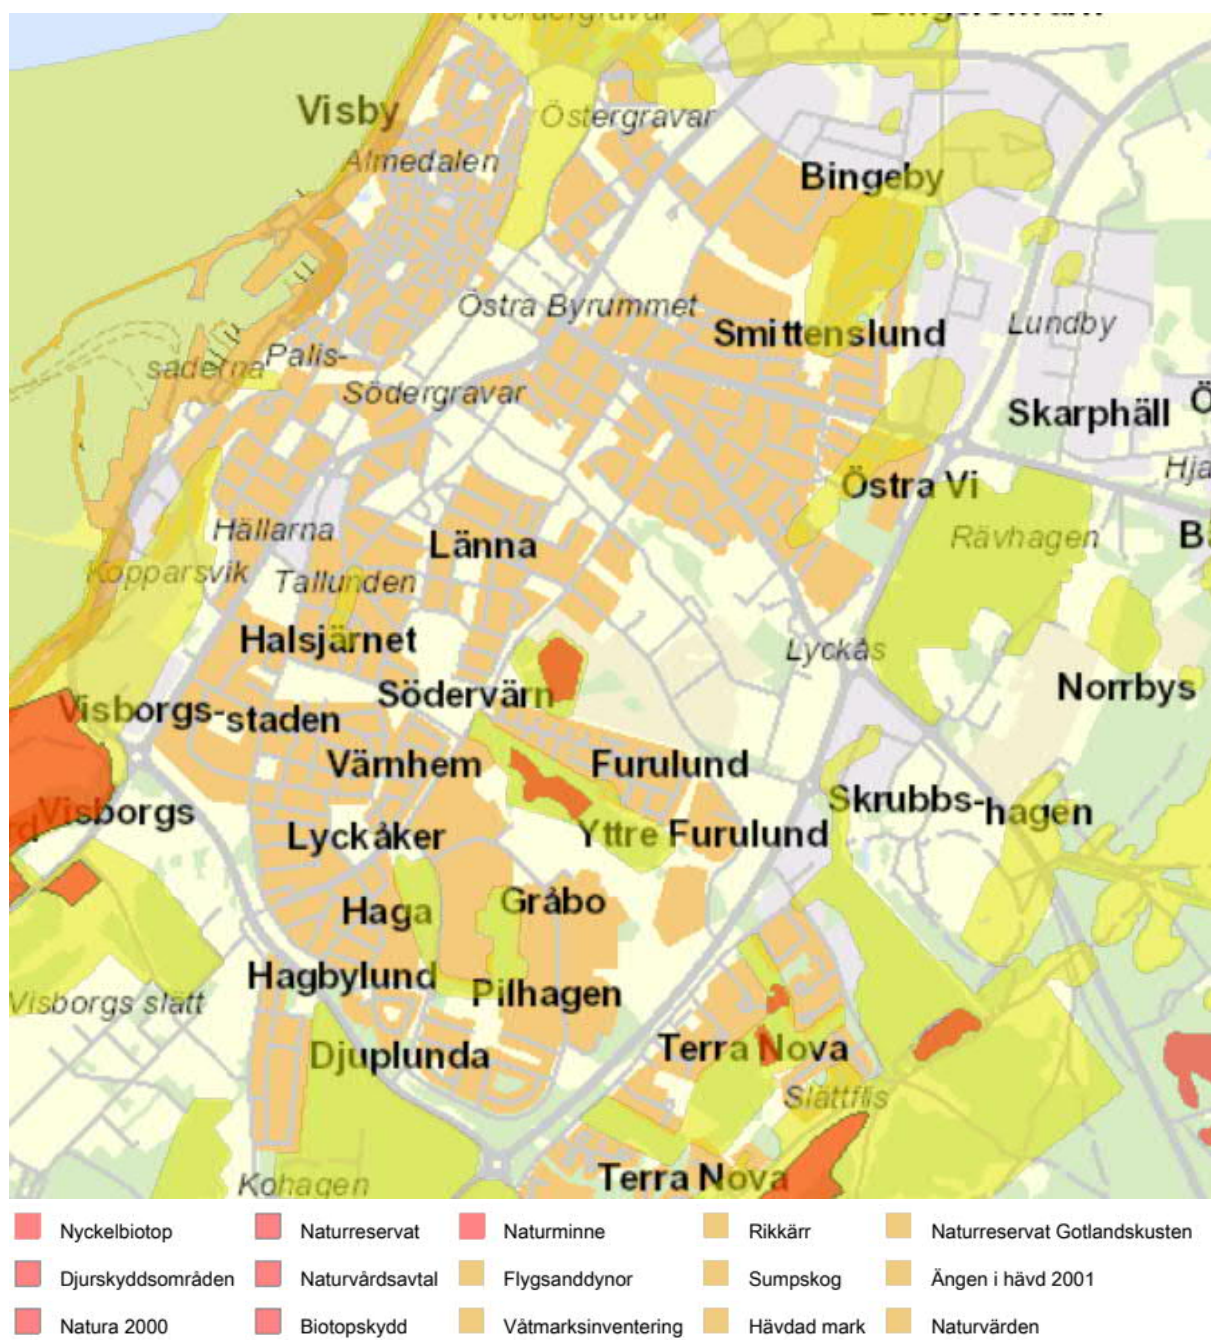 Nordergravar
Visby
Östergravar
Almedalen
Bingeby
Östra Byrummet
Smittenslund
Lundby
Palis-
saderna
Södergravar
Skarphäll
Ö
Hja
Östra Vi
Hällarna
Länna
Rävhagen
Kopparsvik
Tallunden
Halsjärnet
Lyckås
Södervärn
Norrbys
Visborgs-
staden
Värnhem
Furulund
Visborgs
Skrubbs-
hagen
Lyckåker
Yttre Furulund
Haga
Gråbo
Hagbylund
Pilhagen
Visborgs slätt
Djuplunda
Terra Nova
Slättflis
Kohagen
Terra Nova
Nyckelbiotop
Naturreservat
Naturminne
Rikkärr
Naturreservat Gotlandskusten
Djurskyddsområden
Naturvårdsavtal
Flygsanddynor
Sumpskog
Ängen i hävd 2001
Natura 2000
Biotopskydd
Våtmarksinventering
Hävdad mark
Naturvärden